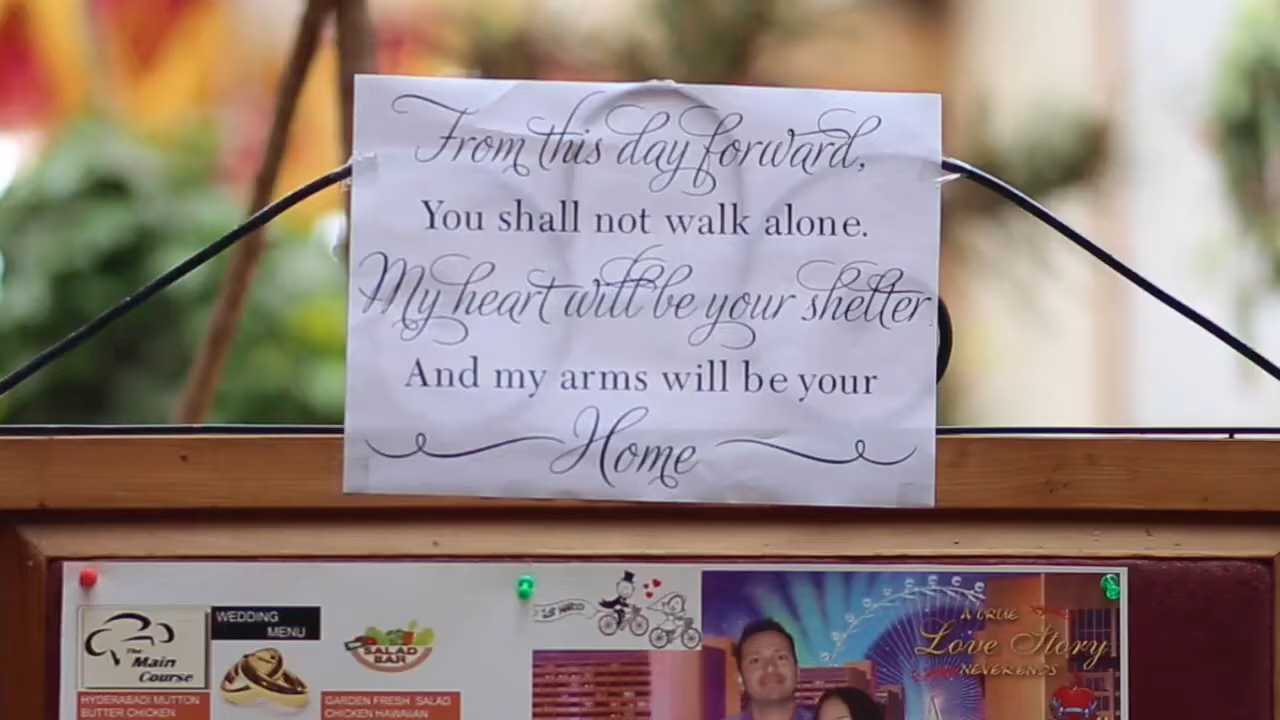 From this day forward,
You shall not walk alone.
My heart will be your shelter,
And my arms will be your
Home
The
Main
Course
WEDDING
MENU
SALAD
BAR
HYDERABADI MUTTON
BUTTER CHICKEN
GARDEN FRESH SALAD
CHICKEN HAWAIIAN
A TRUE
Love Story
NEVER ENDS